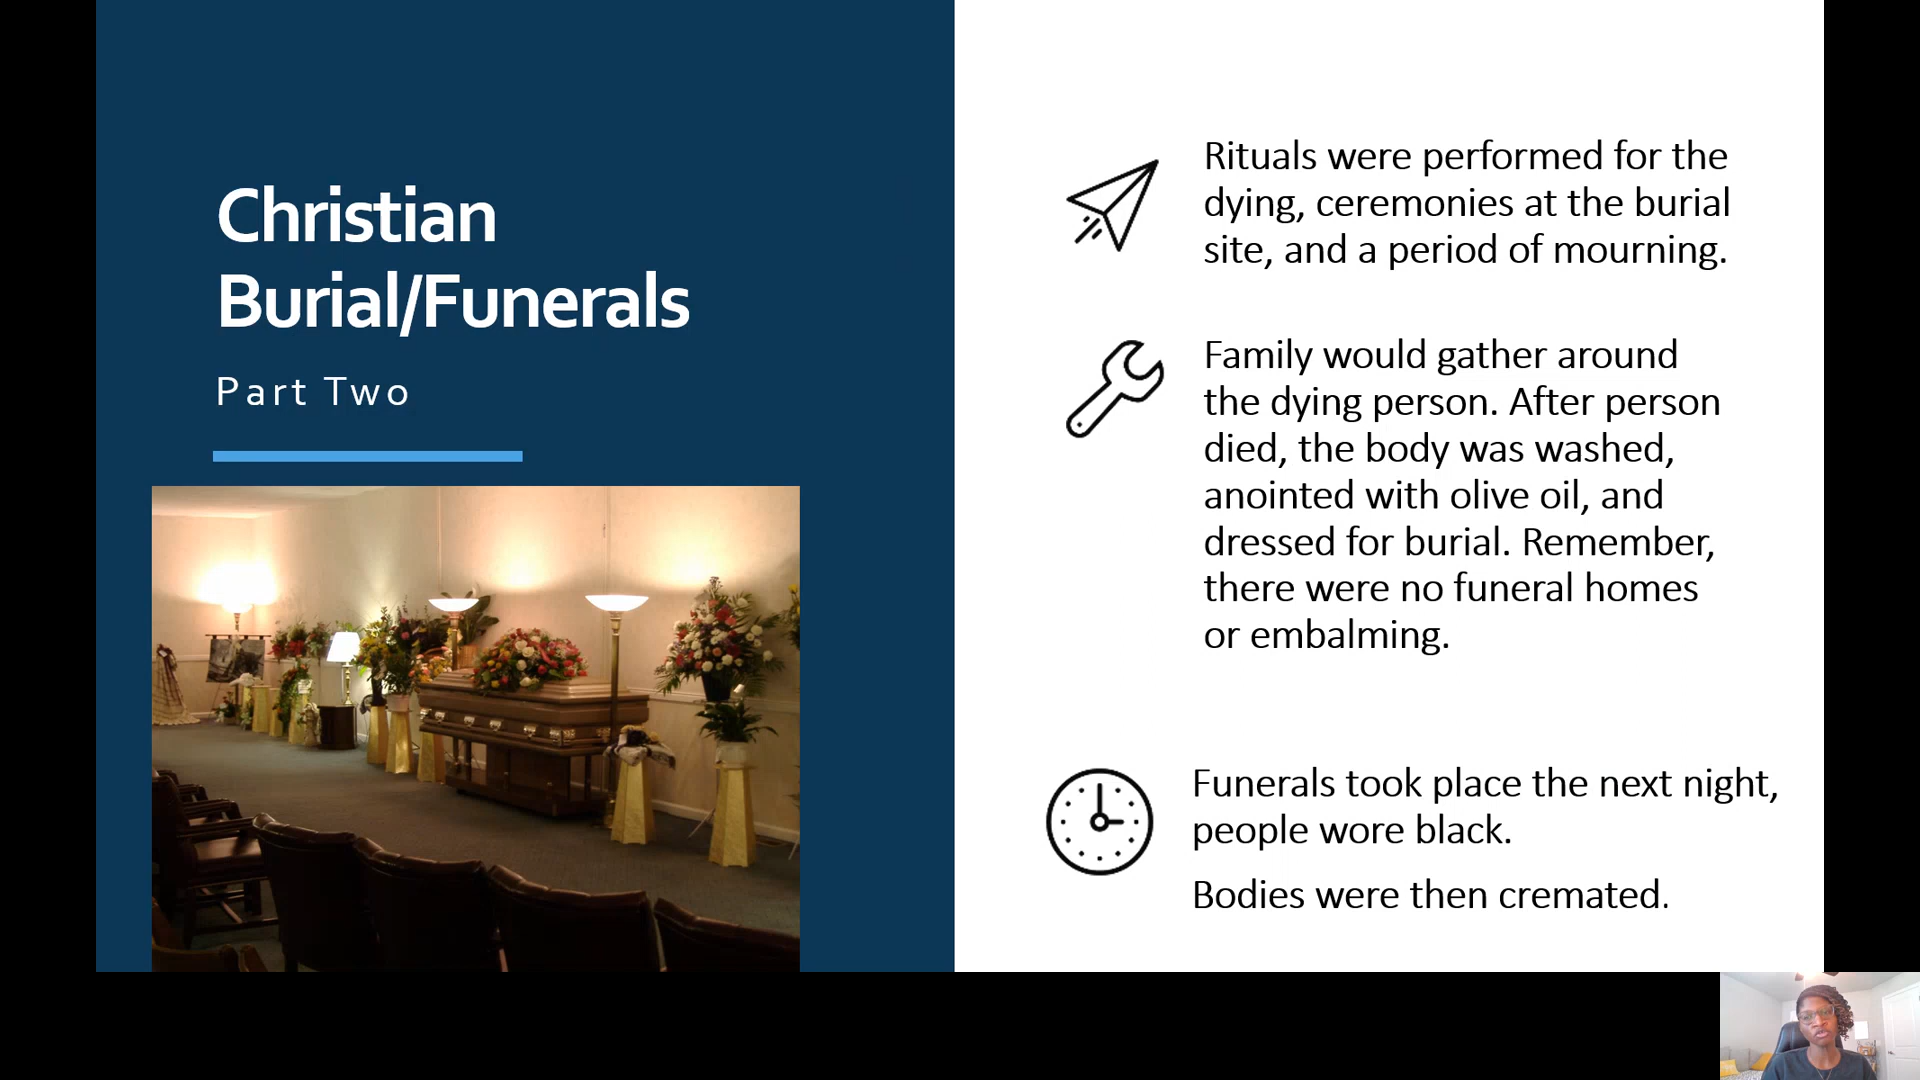 Christian
Burial/Funerals
Part Two
Rituals were performed for the
dying, ceremonies at the burial
site, and a period of mourning.
Family would gather around
the dying person. After person
died, the body was washed,
anointed with olive oil, and
dressed for burial. Remember,
there were no funeral homes
or embalming.
Funerals took place the next night,
people wore black.
Bodies were then cremated.